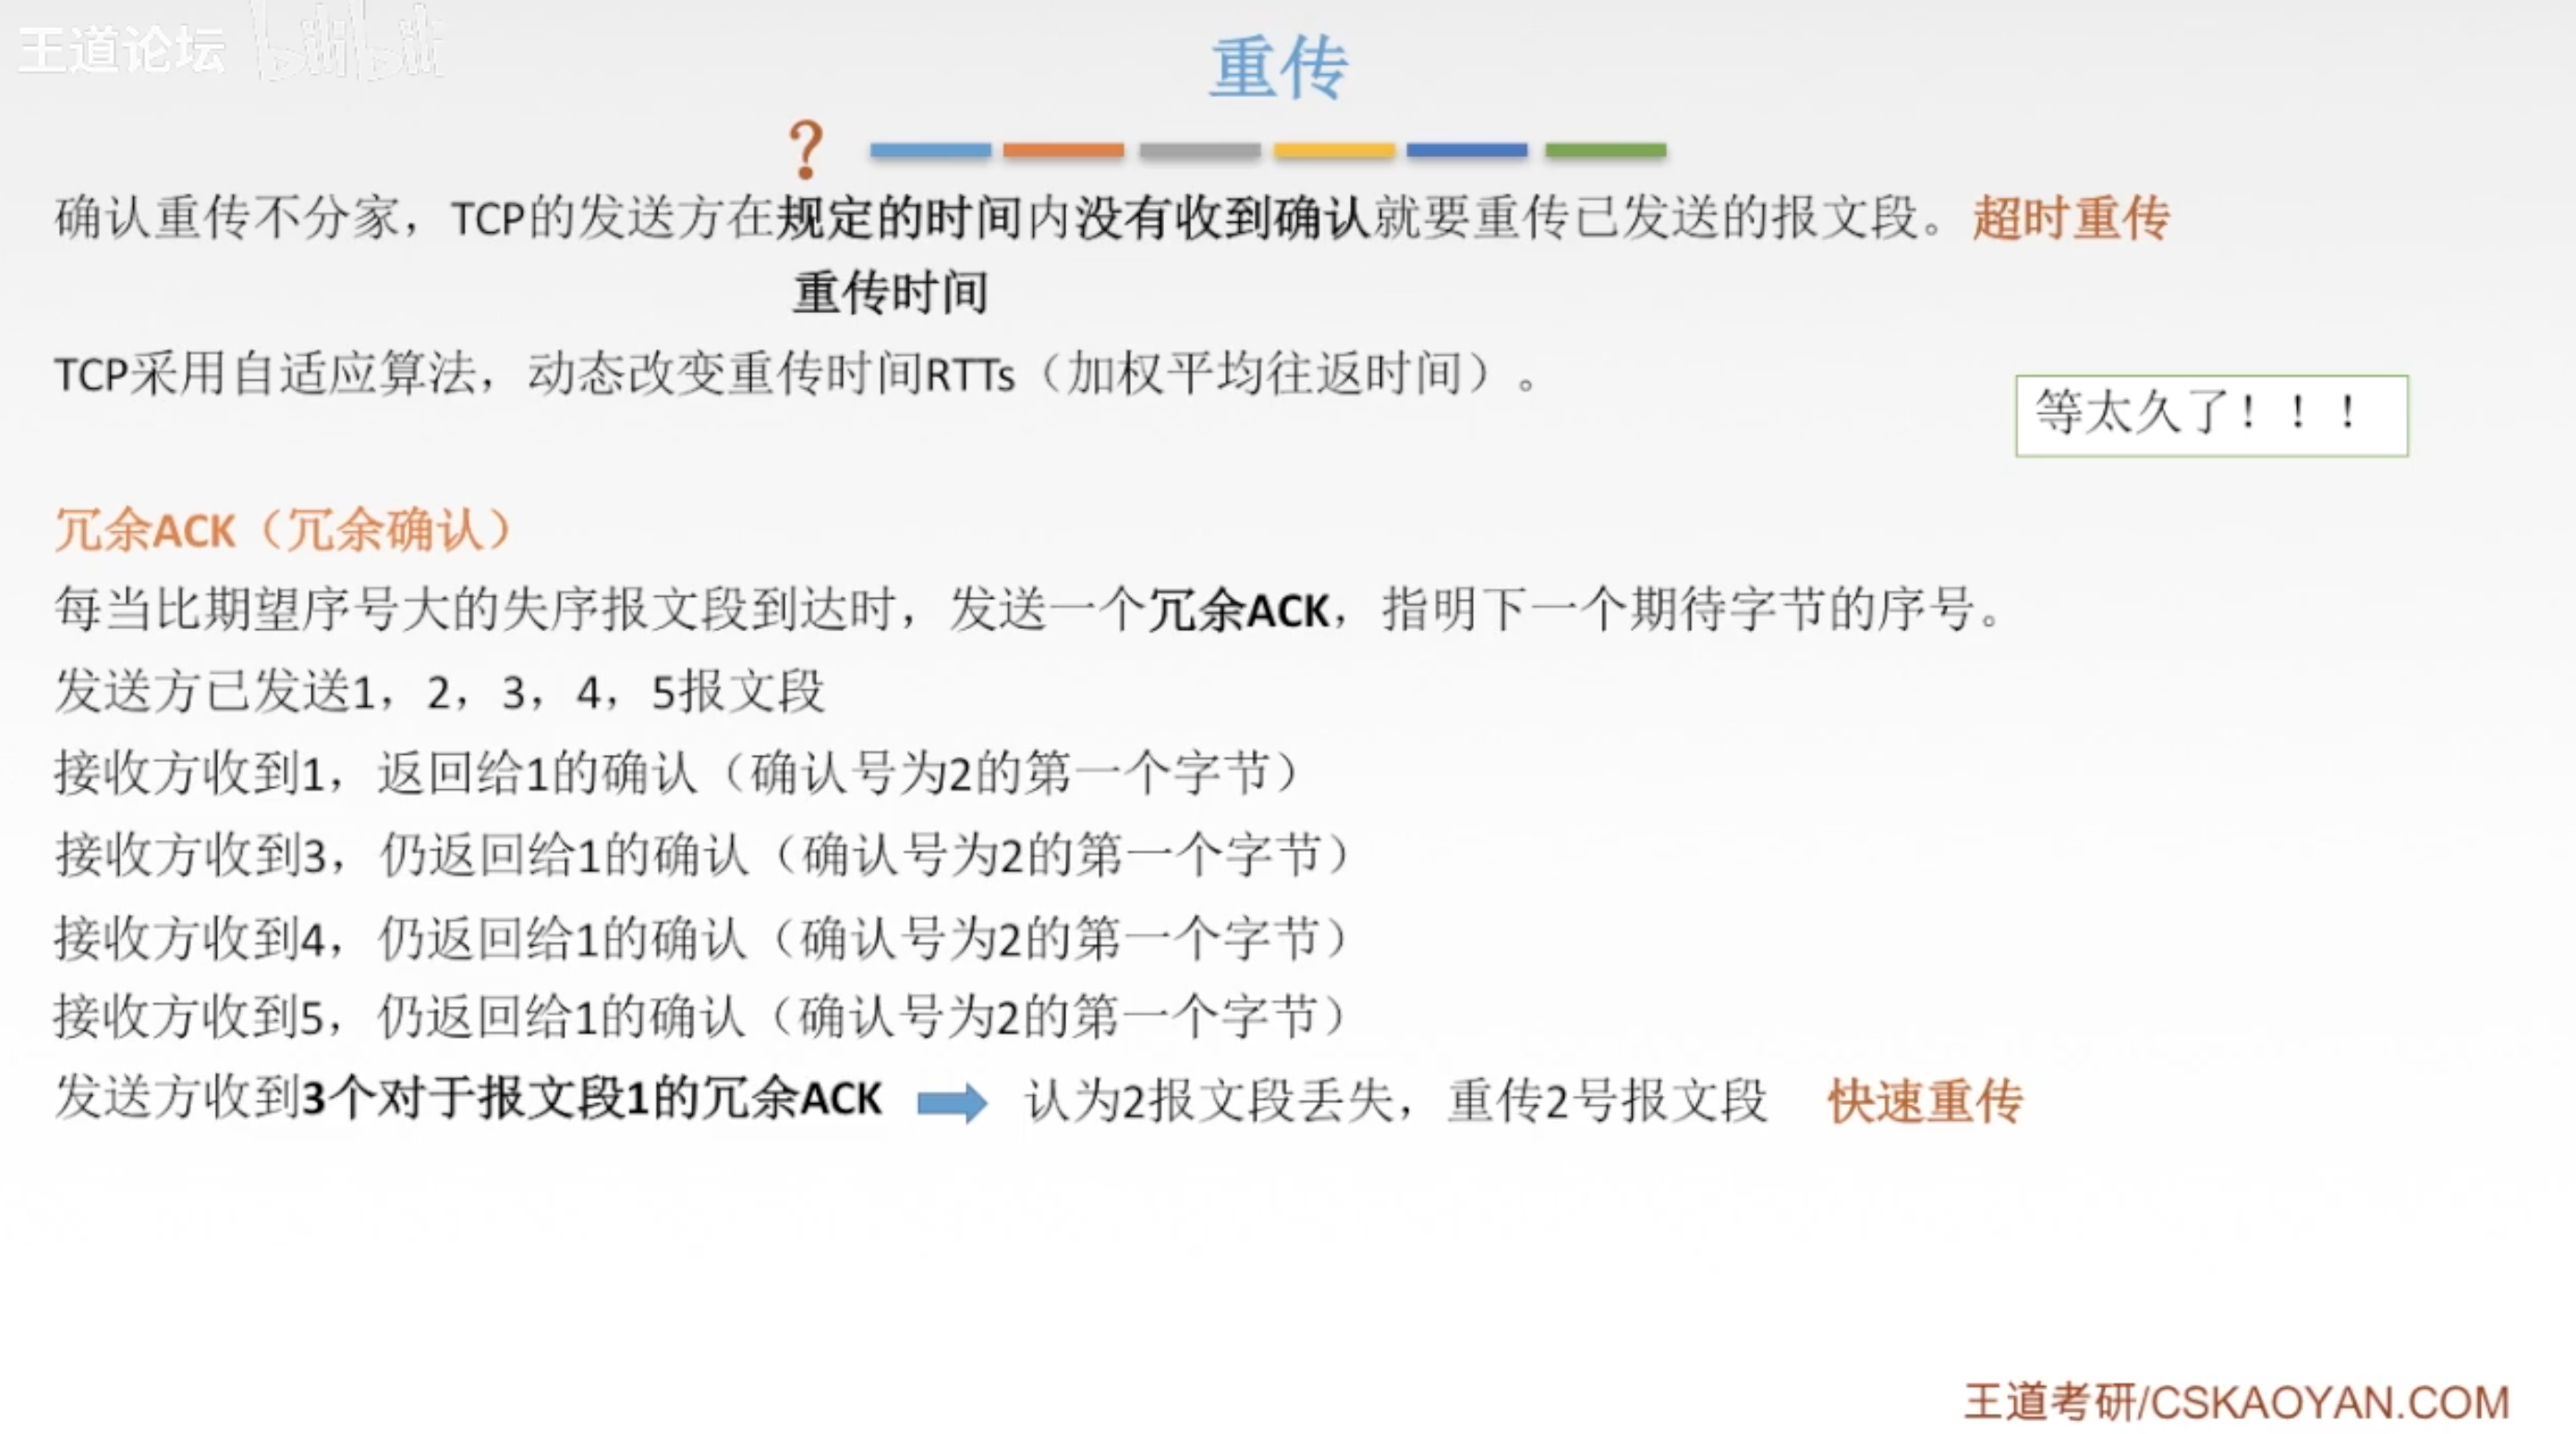 王道论坛 bilibili
重传
？
确认重传不分家，TCP的发送方在规定的时间内没有收到确认就要重传已发送的报文段。超时重传
重传时间
TCP采用自适应算法，动态改变重传时间RTTs（加权平均往返时间）。
等太久了！！！
冗余ACK（冗余确认）
每当比期望序号大的失序报文段到达时，发送一个冗余ACK，指明下一个期待字节的序号。
发送方已发送1，2，3，4，5报文段
接收方收到1，返回给1的确认（确认号为2的第一个字节）
接收方收到3，仍返回给1的确认（确认号为2的第一个字节）
接收方收到4，仍返回给1的确认（确认号为2的第一个字节）
接收方收到5，仍返回给1的确认（确认号为2的第一个字节）
发送方收到3个对于报文段1的冗余ACK 认为2报文段丢失，重传2号报文段 快速重传
王道考研/CSKAOYAN.COM